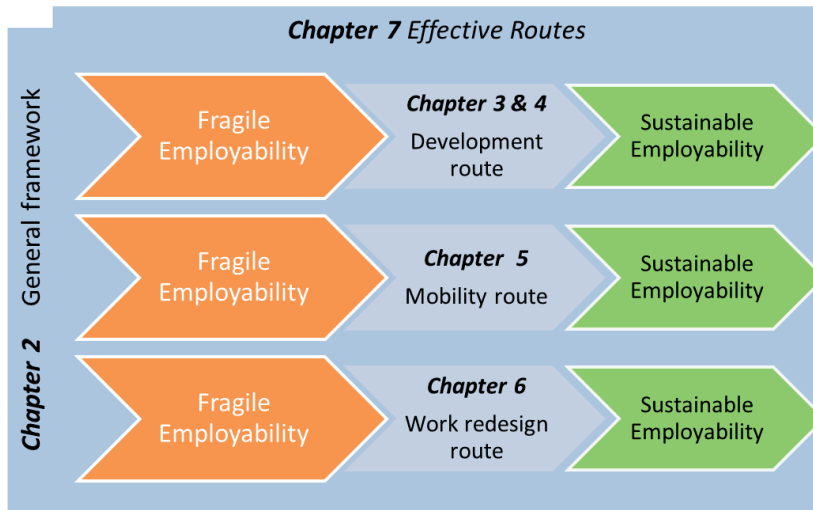 Chapter 7 Effective Routes
Chapter 2 General framework
Fragile
Employability
Chapter 3 & 4
Development
route
Sustainable
Employability
Fragile
Employability
Chapter 5
Mobility route
Sustainable
Employability
Fragile
Employability
Chapter 6
Work redesign
route
Sustainable
Employability